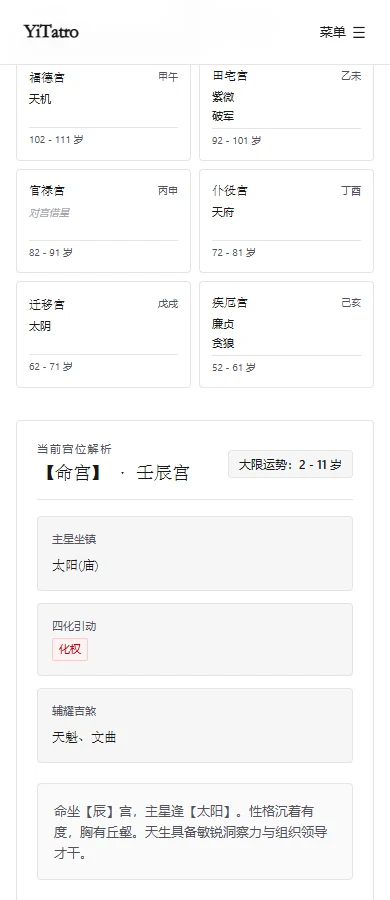 YiTatro
菜单
福德宫 甲午
天机
102 - 111 岁
田宅宫 乙未
紫微
破军
92 - 101 岁
官禄宫 丙申
对宫借星
82 - 91 岁
仆役宫 丁酉
天府
72 - 81 岁
迁移宫 戊戌
太阴
62 - 71 岁
疾厄宫 己亥
廉贞
贪狼
52 - 61 岁
当前宫位解析
【命宫】 · 壬辰宫
大限运势：2 - 11 岁
主星坐镇
太阳(庙)
四化引动
化权
辅耀吉煞
天魁、文曲
命坐【辰】宫，主星逢【太阳】。性格沉着有
度，胸有丘壑。天生具备敏锐洞察力与组织领导
才干。